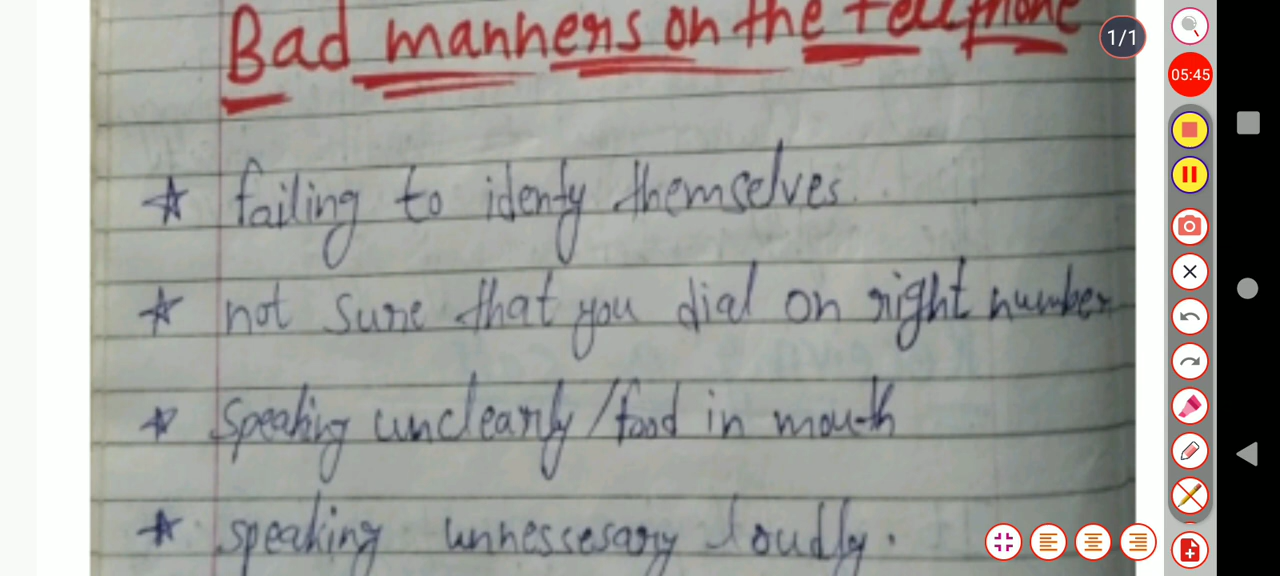 Bad manners on the telephone
1/1
05:45
☆ failing to identy themselves.
☆ not sure that you dial on right number
☆ Speaking unclearly/food in mouth
☆ speaking unnessesary loudly.